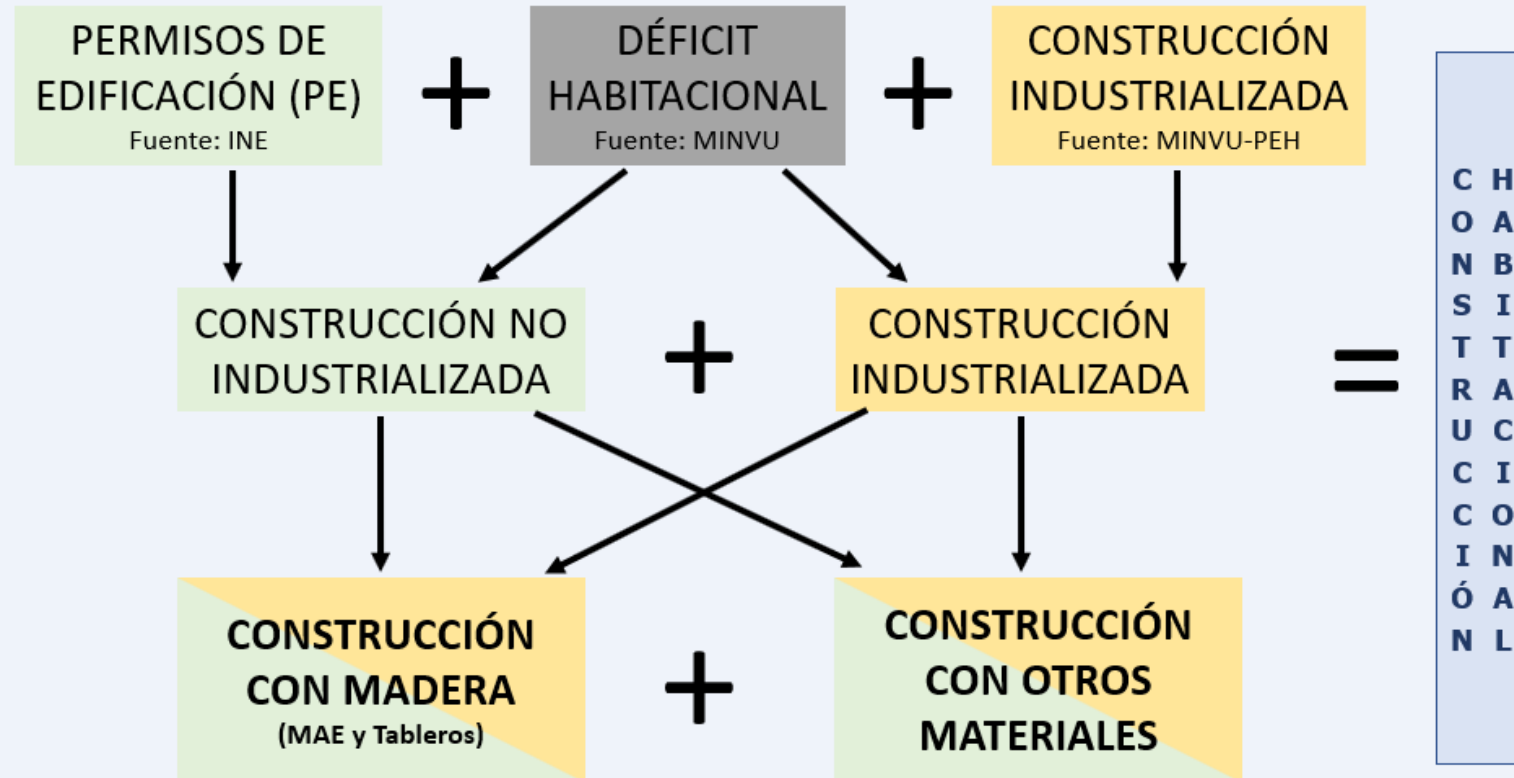 PERMISOS DE
EDIFICACIÓN (PE)
Fuente: INE
+
DÉFICIT
HABITACIONAL
Fuente: MINVU
+
CONSTRUCCIÓN
INDUSTRIALIZADA
Fuente: MINVU-PEH
CONSTRUCCIÓN NO
INDUSTRIALIZADA
+
CONSTRUCCIÓN
INDUSTRIALIZADA
=
CONSTRUCCIÓN
CON MADERA
(MAE y Tableros)
+
CONSTRUCCIÓN
CON OTROS
MATERIALES
CONSTRUCCIÓN
HABITACIONAL